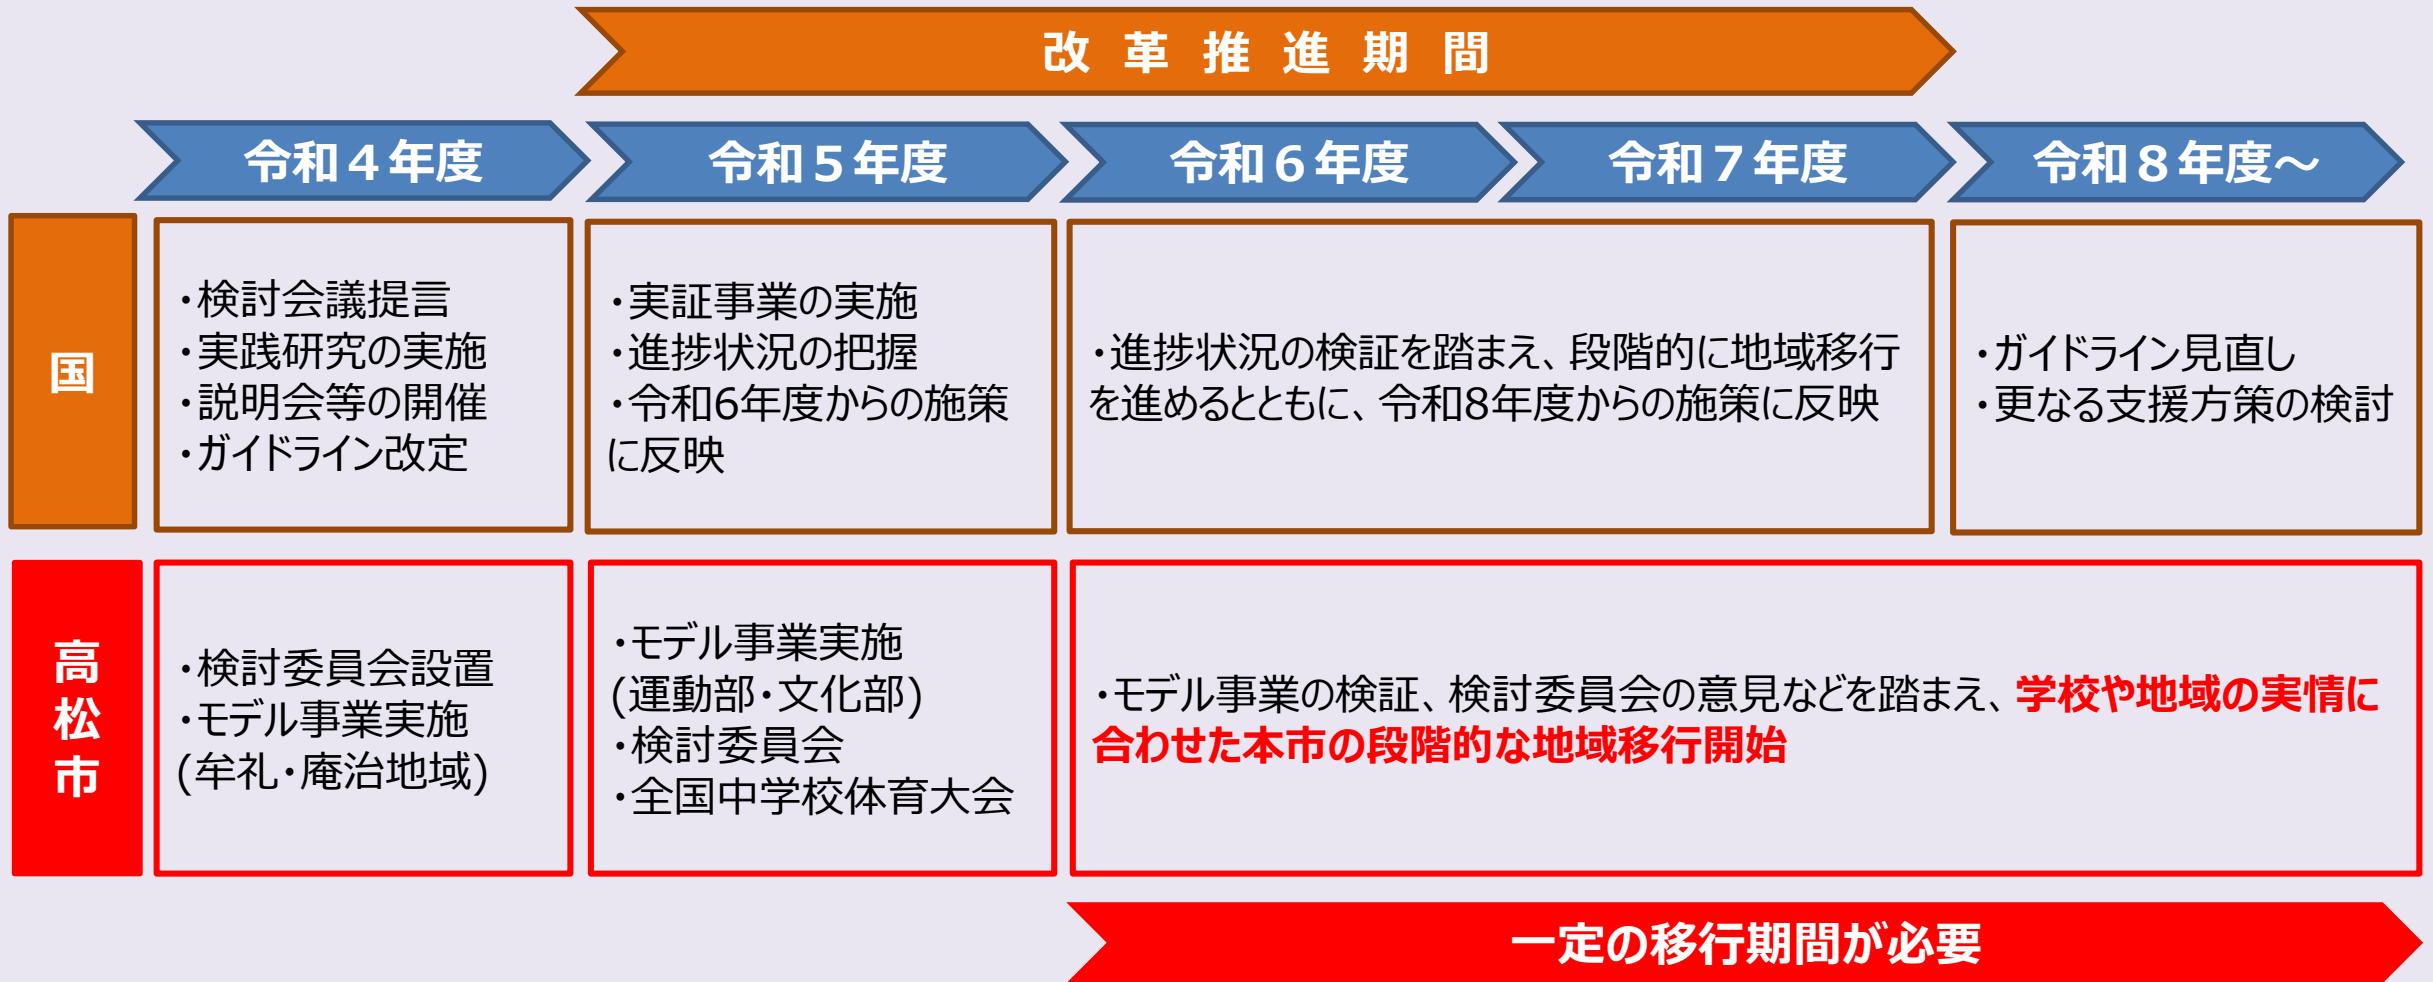 改革推進期間
令和４年度
令和５年度
令和６年度
令和７年度
令和８年度～
国
・検討会議提言
・実践研究の実施
・説明会等の開催
・ガイドライン改定
・実証事業の実施
・進捗状況の把握
・令和6年度からの施策
に反映
・進捗状況の検証を踏まえ、段階的に地域移行
を進めるとともに、令和8年度からの施策に反映
・ガイドライン見直し
・更なる支援方策の検討
高松市
・検討委員会設置
・モデル事業実施
(牟礼・庵治地域)
・モデル事業実施
(運動部・文化部)
・検討委員会
・全国中学校体育大会
・モデル事業の検証、検討委員会の意見などを踏まえ、学校や地域の実情に
合わせた本市の段階的な地域移行開始
一定の移行期間が必要